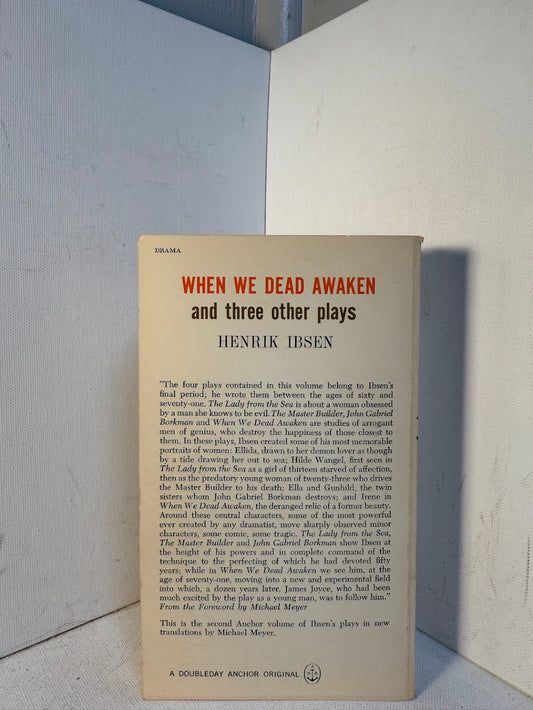 DRAMA
WHEN WE DEAD AWAKEN
and three other plays
HENRIK IBSEN
"The four plays contained in this volume belong to Ibsen's
final period; he wrote them between the ages of sixty and
seventy-one. The Lady from the Sea is about a woman obsessed
by a man she knows to be evil. The Master Builder, John Gabriel
Borkman and When We Dead Awaken are studies of arrogant
men of genius, who destroy the happiness of those closest to
them. In these plays, Ibsen created some of his most memorable
portraits of women: Ellida, drawn to her demon lover as though
by a tide drawing her out to sea; Hilde Wangel, first seen in
The Lady from the Sea as a girl of thirteen starved of affection,
then as the predatory young woman of twenty-three who drives
the Master Builder to his death; Ella and Gunhild, the twin
sisters whom John Gabriel Borkman destroys; and Irene in
When We Dead Awaken, the deranged relic of a former beauty.
Around these central characters, some of the most powerful
ever created by any dramatist, move sharply observed minor
characters, some comic, some tragic. The Lady from the Sea,
The Master Builder and John Gabriel Borkman show Ibsen at
the height of his powers and in complete command of the
technique to the perfecting of which he had devoted fifty
years; while in When We Dead Awaken we see him, at the
age of seventy-one, moving into a new and experimental field
into which, a dozen years later, James Joyce, who had been
much excited by the play as a young man, was to follow him."
From the Foreword by Michael Meyer
This is the second Anchor volume of Ibsen's plays in new
translations by Michael Meyer.
A DOUBLEDAY ANCHOR ORIGINAL